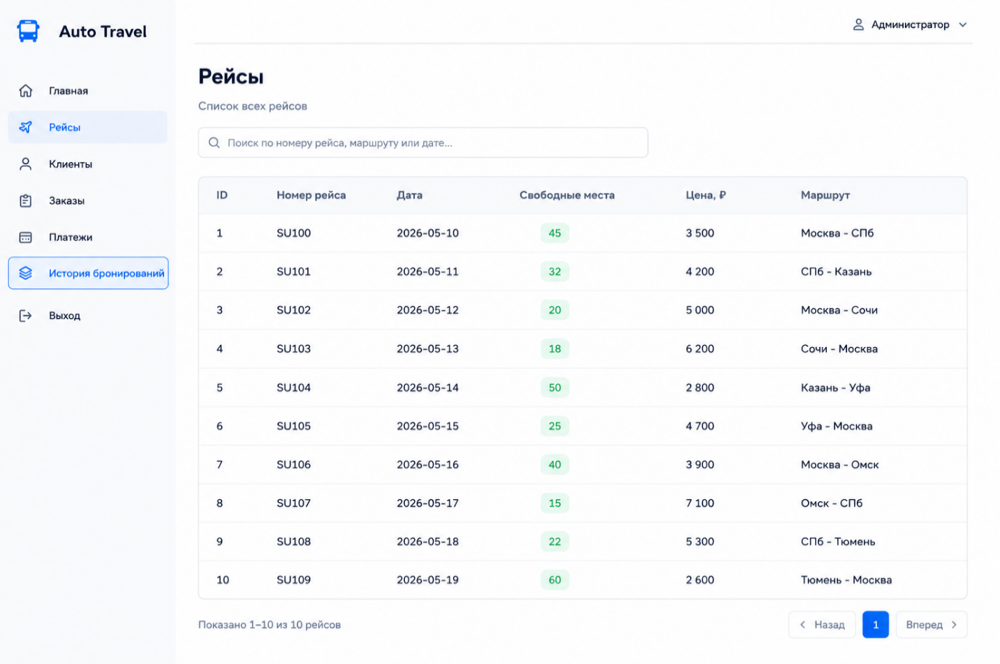 Auto Travel
Администратор
Главная
Рейсы
Клиенты
Заказы
Платежи
История бронирований
Выход
Рейсы
Список всех рейсов
Поиск по номеру рейса, маршруту или дате...
ID Номер рейса Дата Свободные места Цена, ₽ Маршрут
1 SU100 2026-05-10 45 3 500 Москва - СПб
2 SU101 2026-05-11 32 4 200 СПб - Казань
3 SU102 2026-05-12 20 5 000 Москва - Сочи
4 SU103 2026-05-13 18 6 200 Сочи - Москва
5 SU104 2026-05-14 50 2 800 Казань - Уфа
6 SU105 2026-05-15 25 4 700 Уфа - Москва
7 SU106 2026-05-16 40 3 900 Москва - Омск
8 SU107 2026-05-17 15 7 100 Омск - СПб
9 SU108 2026-05-18 22 5 300 СПб - Тюмень
10 SU109 2026-05-19 60 2 600 Тюмень - Москва
Показано 1–10 из 10 рейсов
Назад 1 Вперед